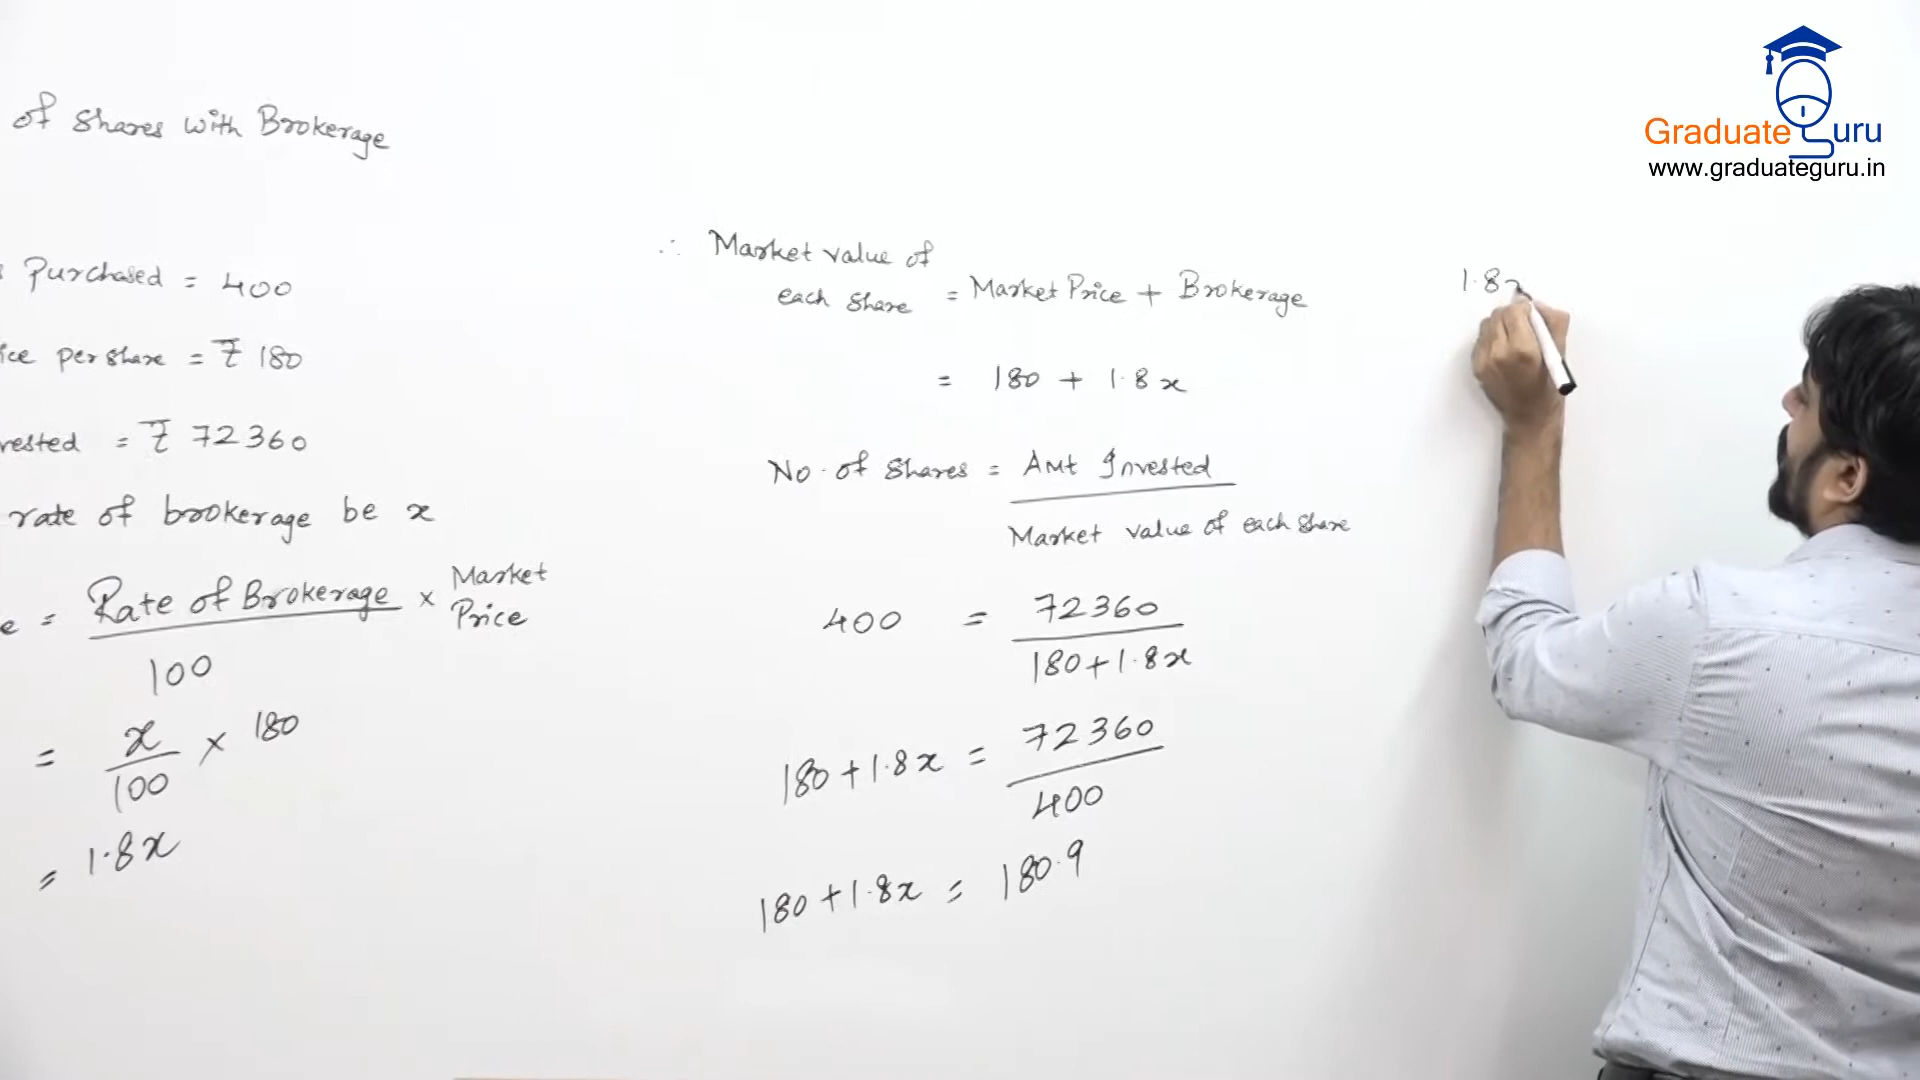 of shares with Brokerage
Purchased = 400
per share = ₹ 180
= ₹ 72360
rate of brokerage be x
= Rate of Brokerage / 100 × Market Price
= x / 100 × 180
= 1.8x
∴ Market value of
each share = Market Price + Brokerage
= 180 + 1.8x
No. of Shares = Amt Invested
Market value of each share
400 = 72360
180+1.8x
180+1.8x = 72360
400
180+1.8x = 180.9
1.8x
Graduate Guru
www.graduateguru.in